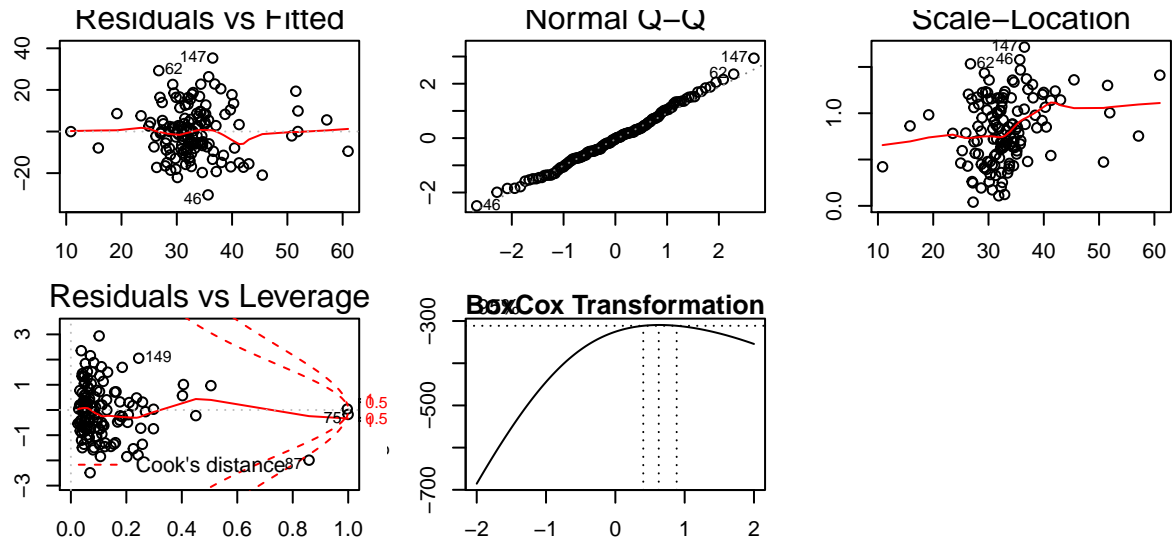 Residuals vs Fitted
40
20
−20
147
62
46
10 20 30 40 50 60
Normal Q−Q
2
0
−2
147
62
46
−2 −1 0 1 2
Scale−Location
1.0
0.0
147
62 46
10 20 30 40 50 60
Residuals vs Leverage
3
1
−1
−3
149
75
87
1
0.5
0.5
Cook's distance
0.0 0.2 0.4 0.6 0.8 1.0
BoxCox Transformation
95%
−300
−500
−700
−2 −1 0 1 2